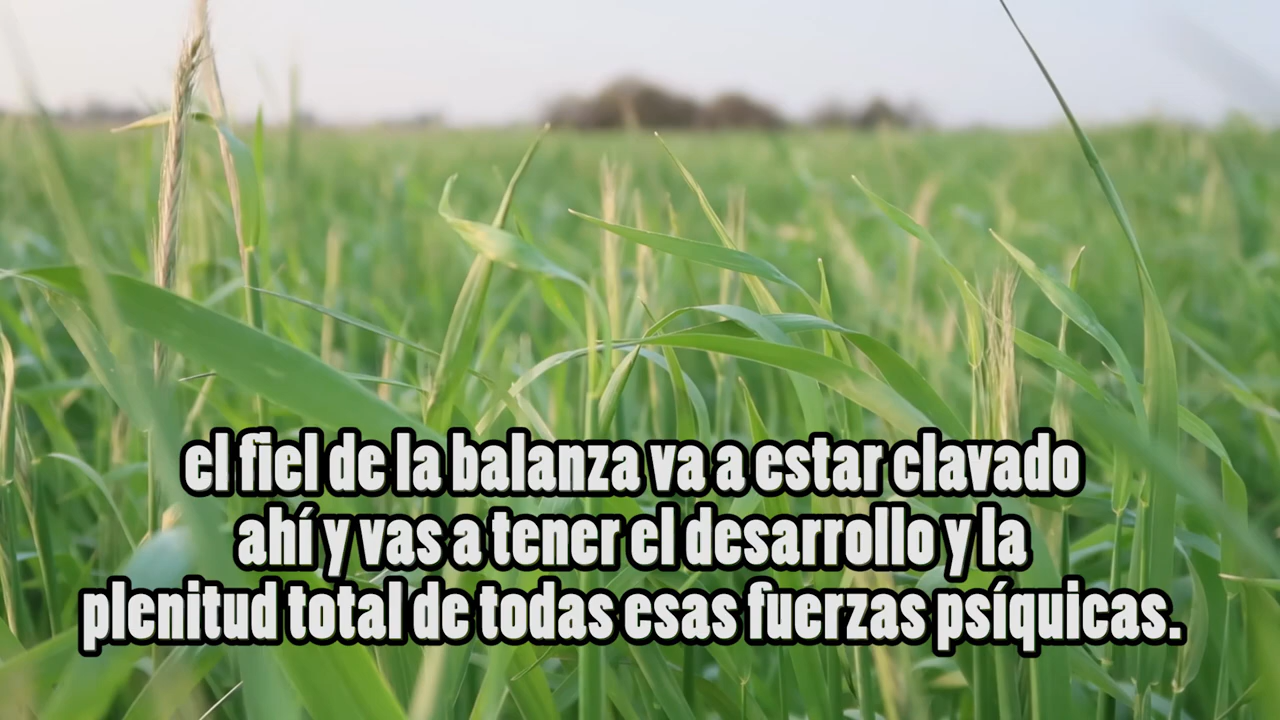 el fiel de la balanza va a estar clavado
ahí y vas a tener el desarrollo y la
plenitud total de todas esas fuerzas psíquicas.